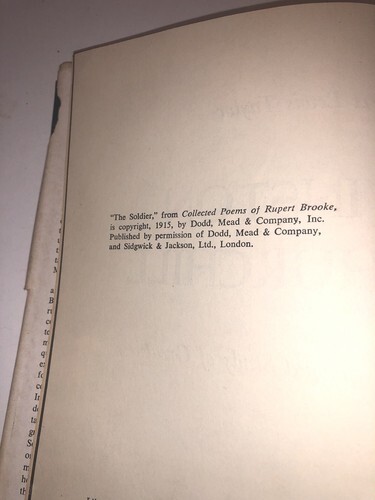 "The Soldier," from Collected Poems of Rupert Brooke,
is copyright, 1915, by Dodd, Mead & Company, Inc.
Published by permission of Dodd, Mead & Company,
and Sidgwick & Jackson, Ltd., London.